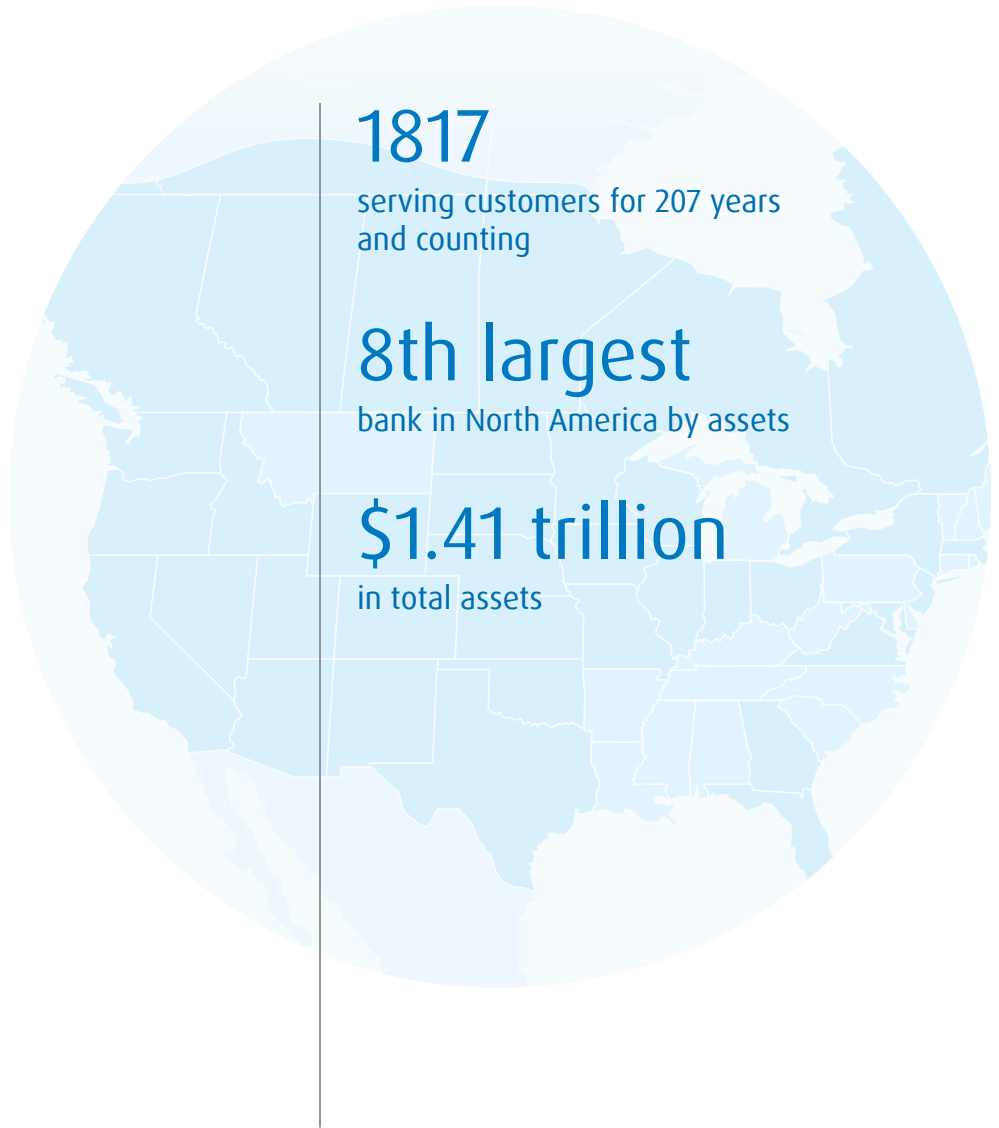 1817
serving customers for 207 years
and counting
8th largest
bank in North America by assets
$1.41 trillion
in total assets